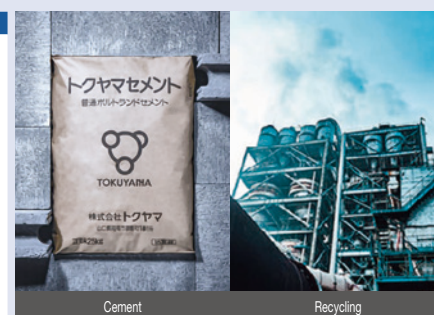 トクヤマセメント
普通ポルトランドセメント
TOKUYAMA
株式会社トクヤマ
Cement
Recycling